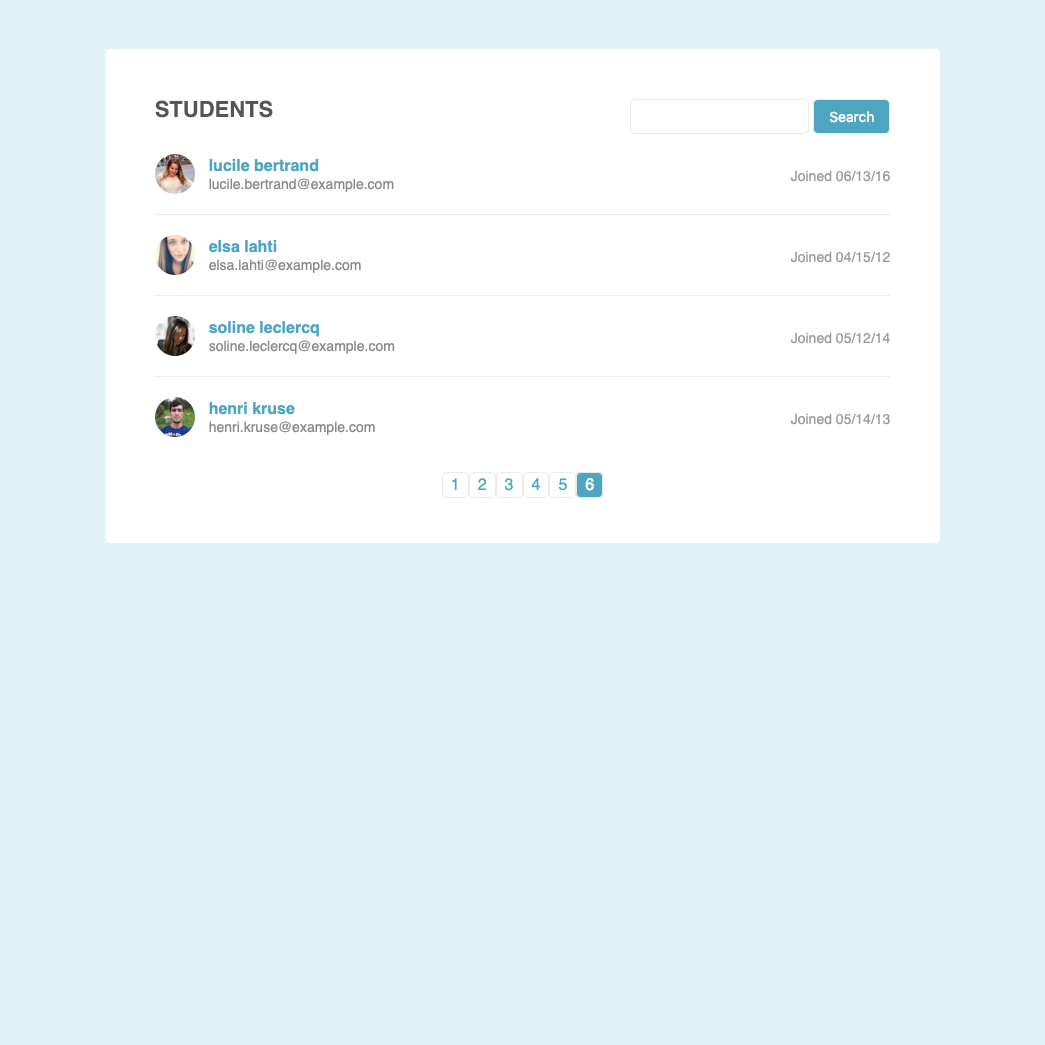 STUDENTS
Search
lucile bertrand
lucile.bertrand@example.com
Joined 06/13/16
elsa lahti
elsa.lahti@example.com
Joined 04/15/12
soline leclercq
soline.leclercq@example.com
Joined 05/12/14
henri kruse
henri.kruse@example.com
Joined 05/14/13
1 2 3 4 5 6